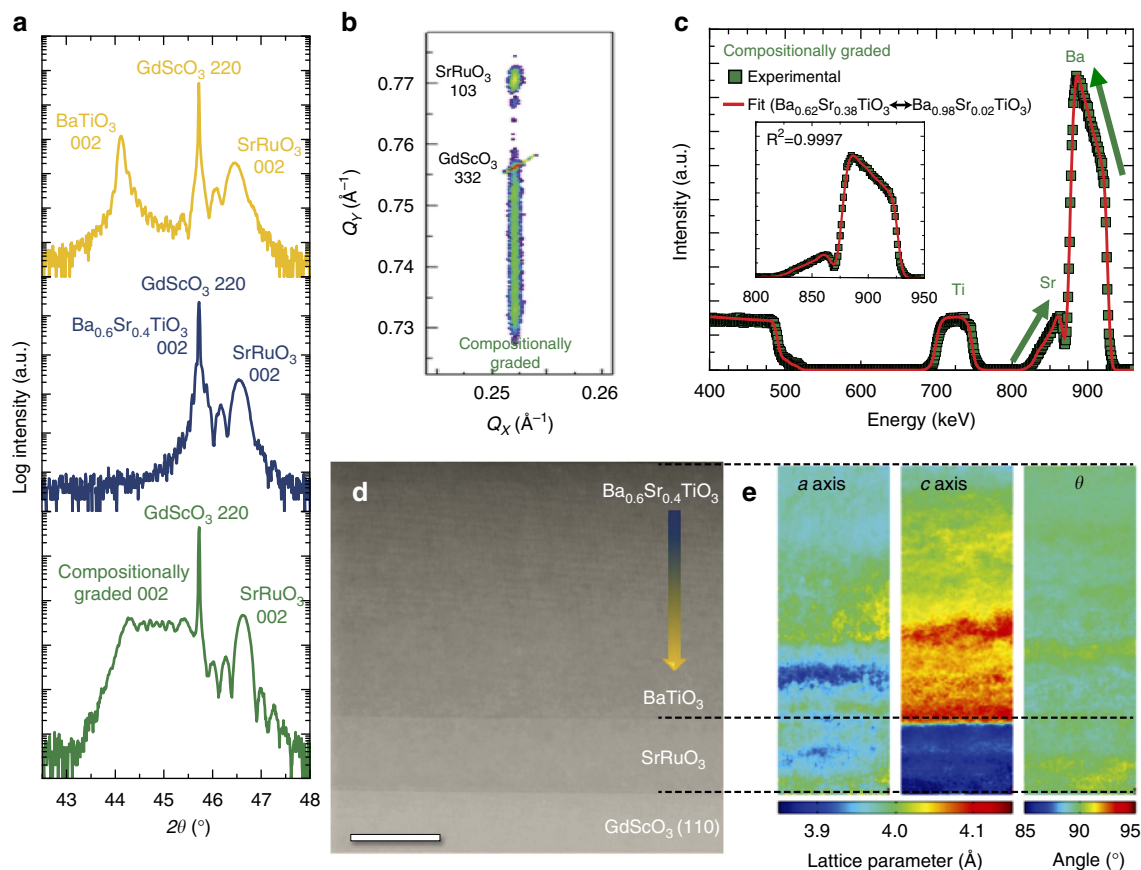 a
GdScO₃ 220
BaTiO₃
002
SrRuO₃
002
GdScO₃ 220
Ba₀.₆Sr₀.₄TiO₃
002
SrRuO₃
002
GdScO₃ 220
Compositionally
graded 002
SrRuO₃
002
Log intensity (a.u.)
43 44 45 46 47 48
2θ (°)
b
SrRuO₃
103
GdScO₃
332
Compositionally
graded
0.77
0.76
0.75
0.74
0.73
Q_Y (Å⁻¹)
0.25 0.26
Q_X (Å⁻¹)
c
Compositionally graded
Experimental
Fit (Ba₀.₆₂Sr₀.₃₈TiO₃↔Ba₀.₉₈Sr₀.₀₂TiO₃)
R²=0.9997
800 850 900 950
Ba
Ti
Sr
Intensity (a.u.)
400 500 600 700 800 900
Energy (keV)
d
Ba₀.₆Sr₀.₄TiO₃
BaTiO₃
SrRuO₃
GdScO₃ (110)
e
a axis
c axis
θ
3.9 4.0 4.1
85 90 95
Lattice parameter (Å)
Angle (°)